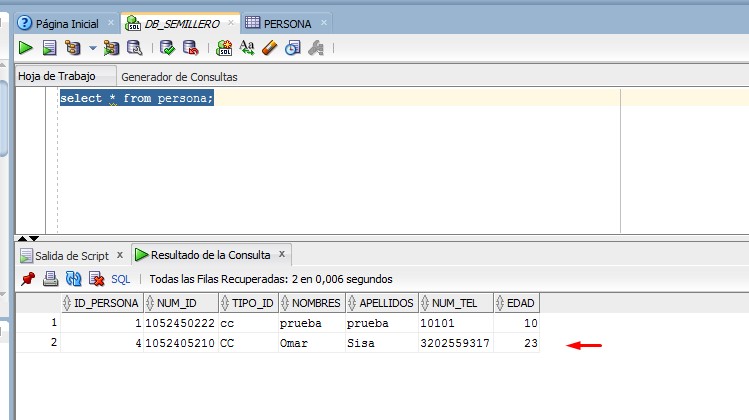 Página Inicial DB_SEMILLERO PERSONA
Hoja de Trabajo Generador de Consultas
select * from persona;
Salida de Script Resultado de la Consulta
SQL Todas las Filas Recuperadas: 2 en 0,006 segundos
ID_PERSONA NUM_ID TIPO_ID NOMBRES APELLIDOS NUM_TEL EDAD
1 1 1052450222 cc prueba prueba 10101 10
2 4 1052405210 CC Omar Sisa 3202559317 23